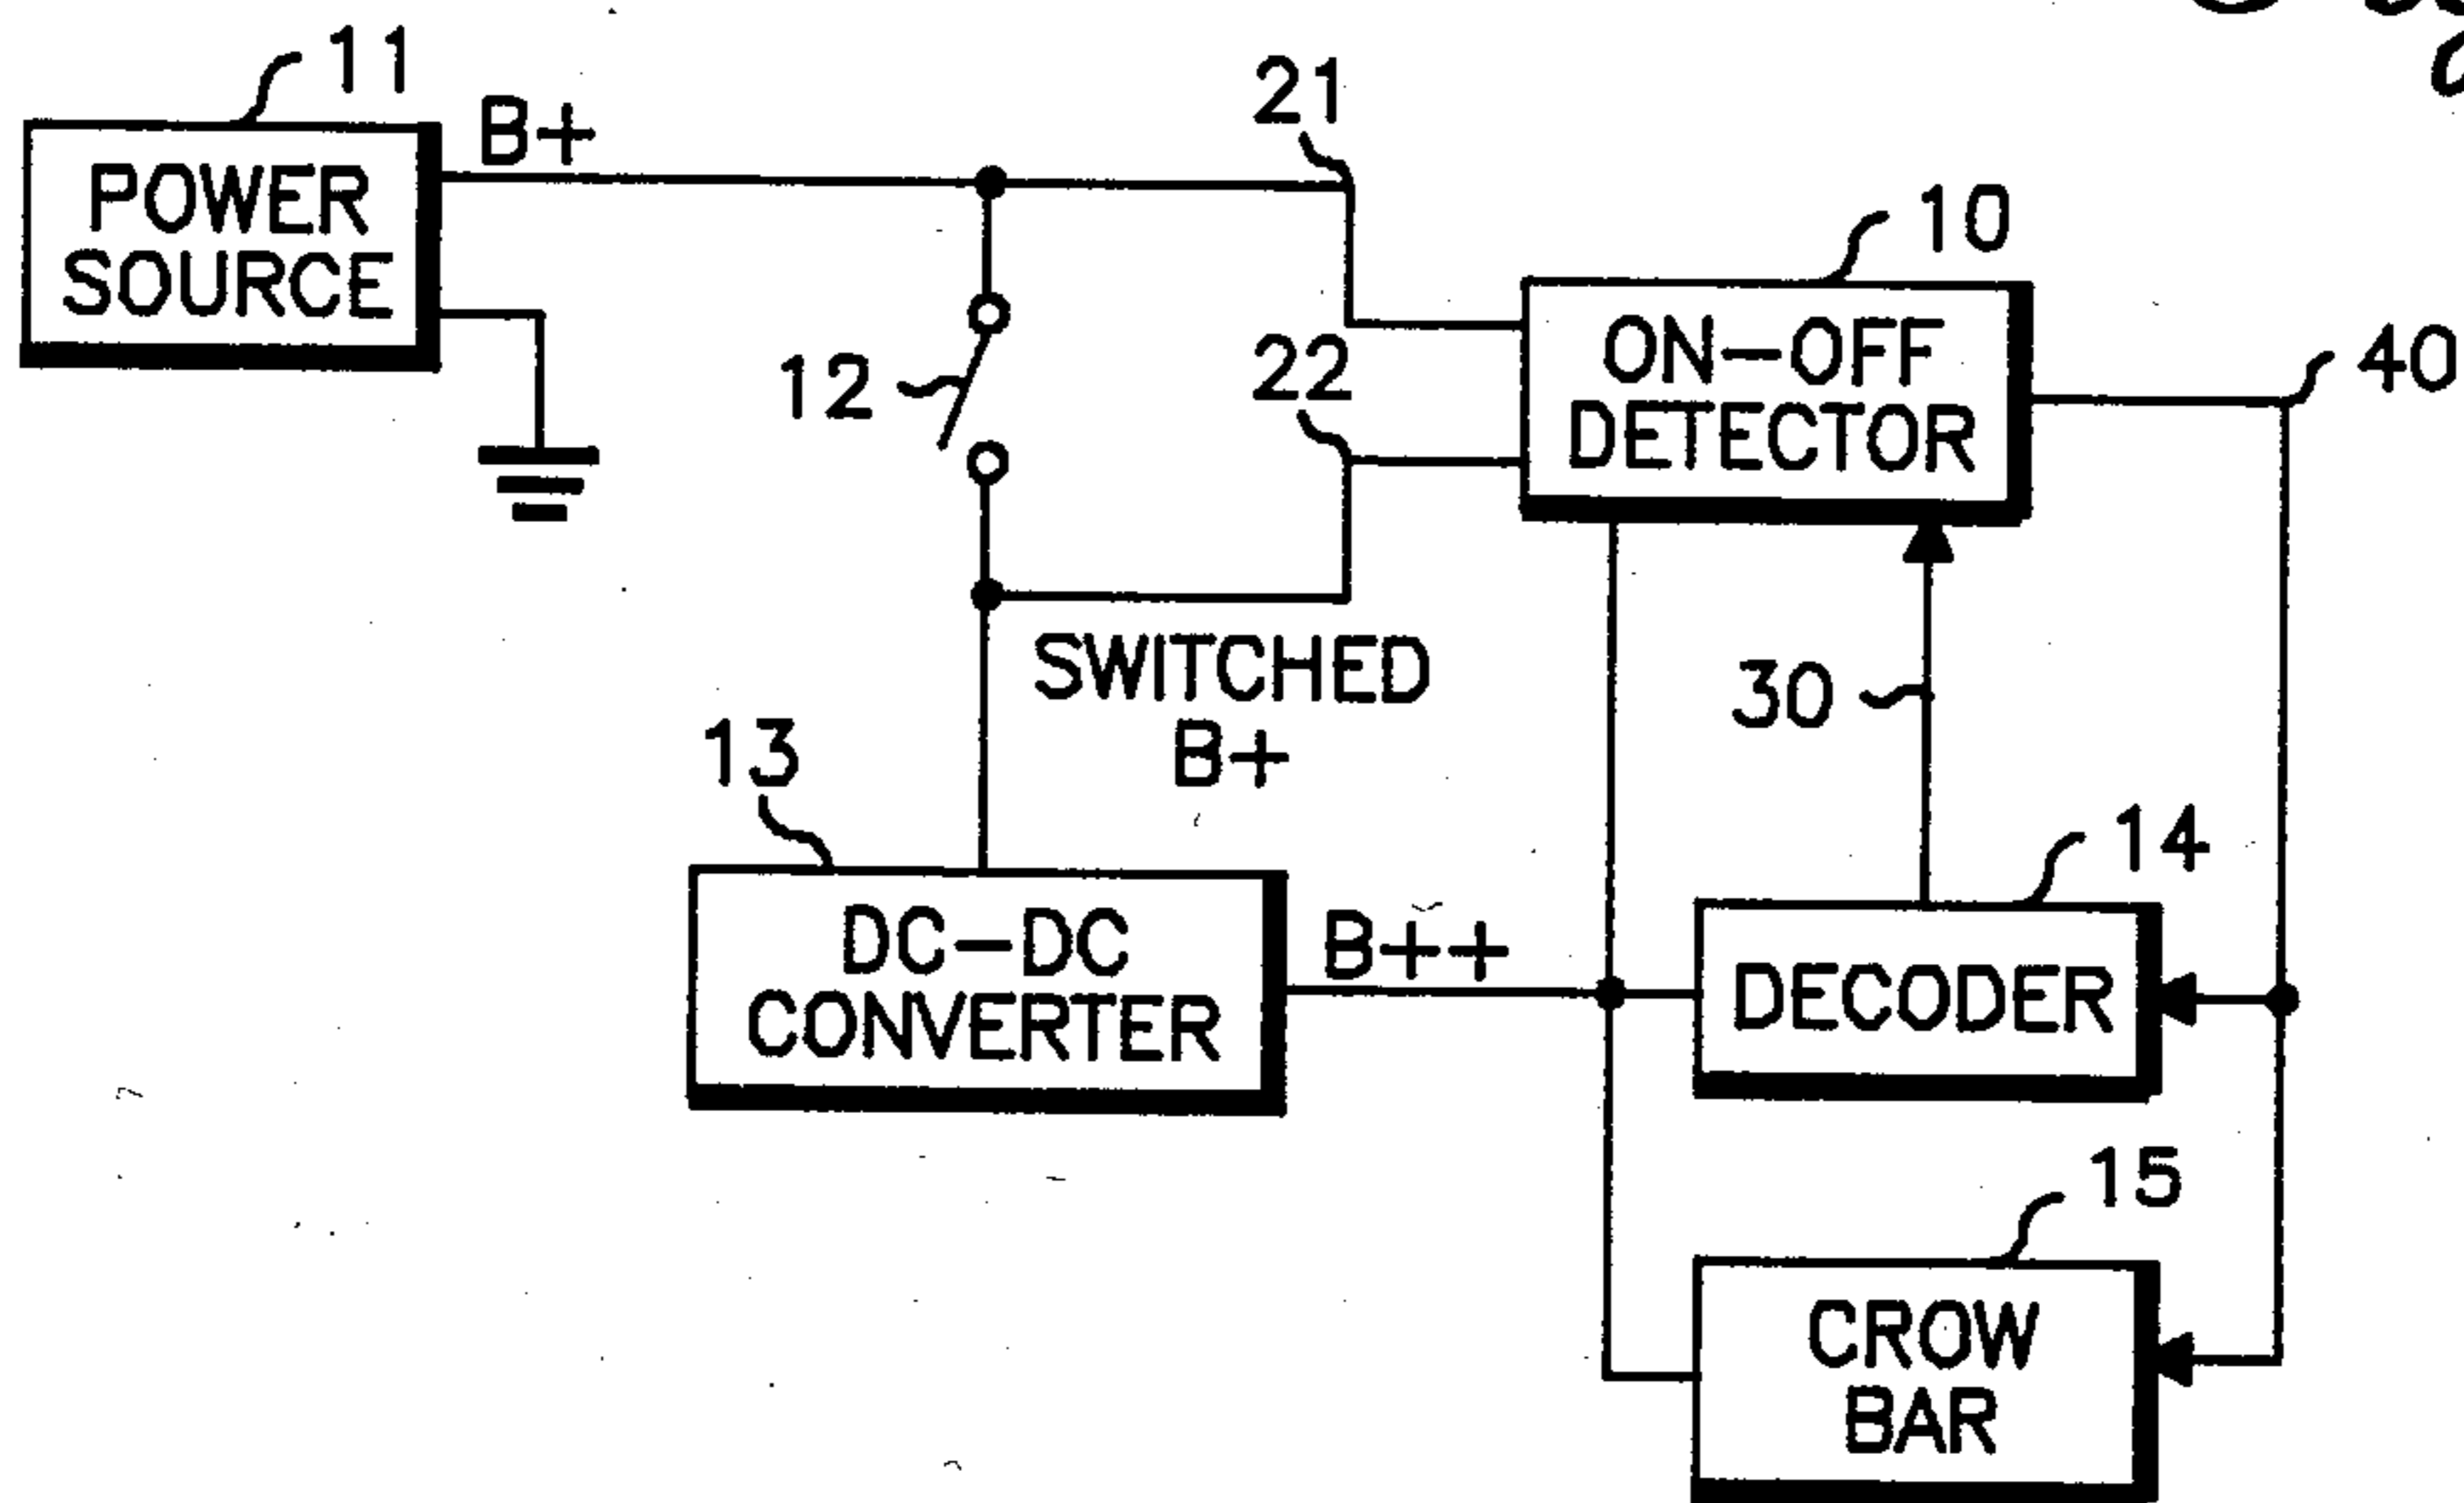 11
B+
POWER
SOURCE
21
10
ON-OFF
DETECTOR
40
12
22
SWITCHED
B+
30
13
14
DC-DC
CONVERTER
B++
DECODER
15
CROW
BAR